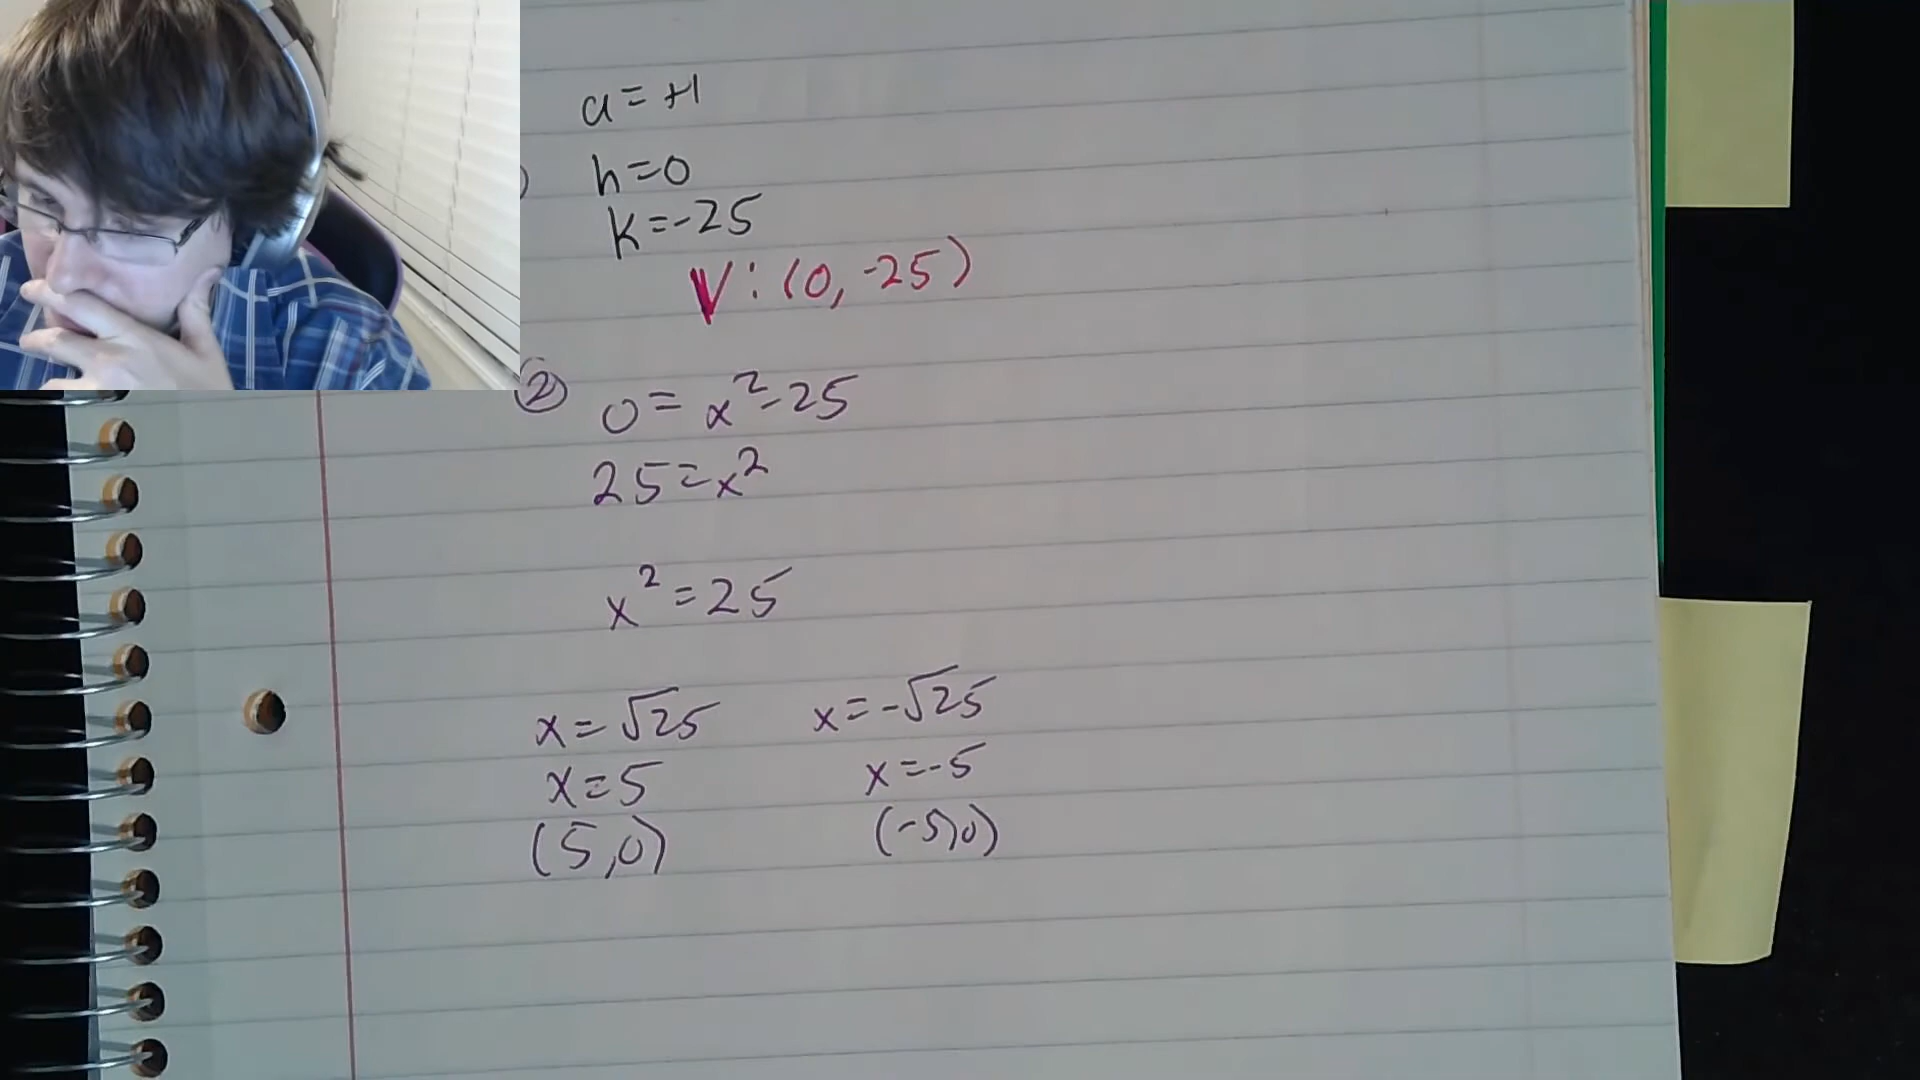 a=+1
h=0
k=-25
V:(0,-25)
② 0=x²-25
25=x²
x²=25
x=√25 x=-√25
x=5 x=-5
(5,0) (-5,0)